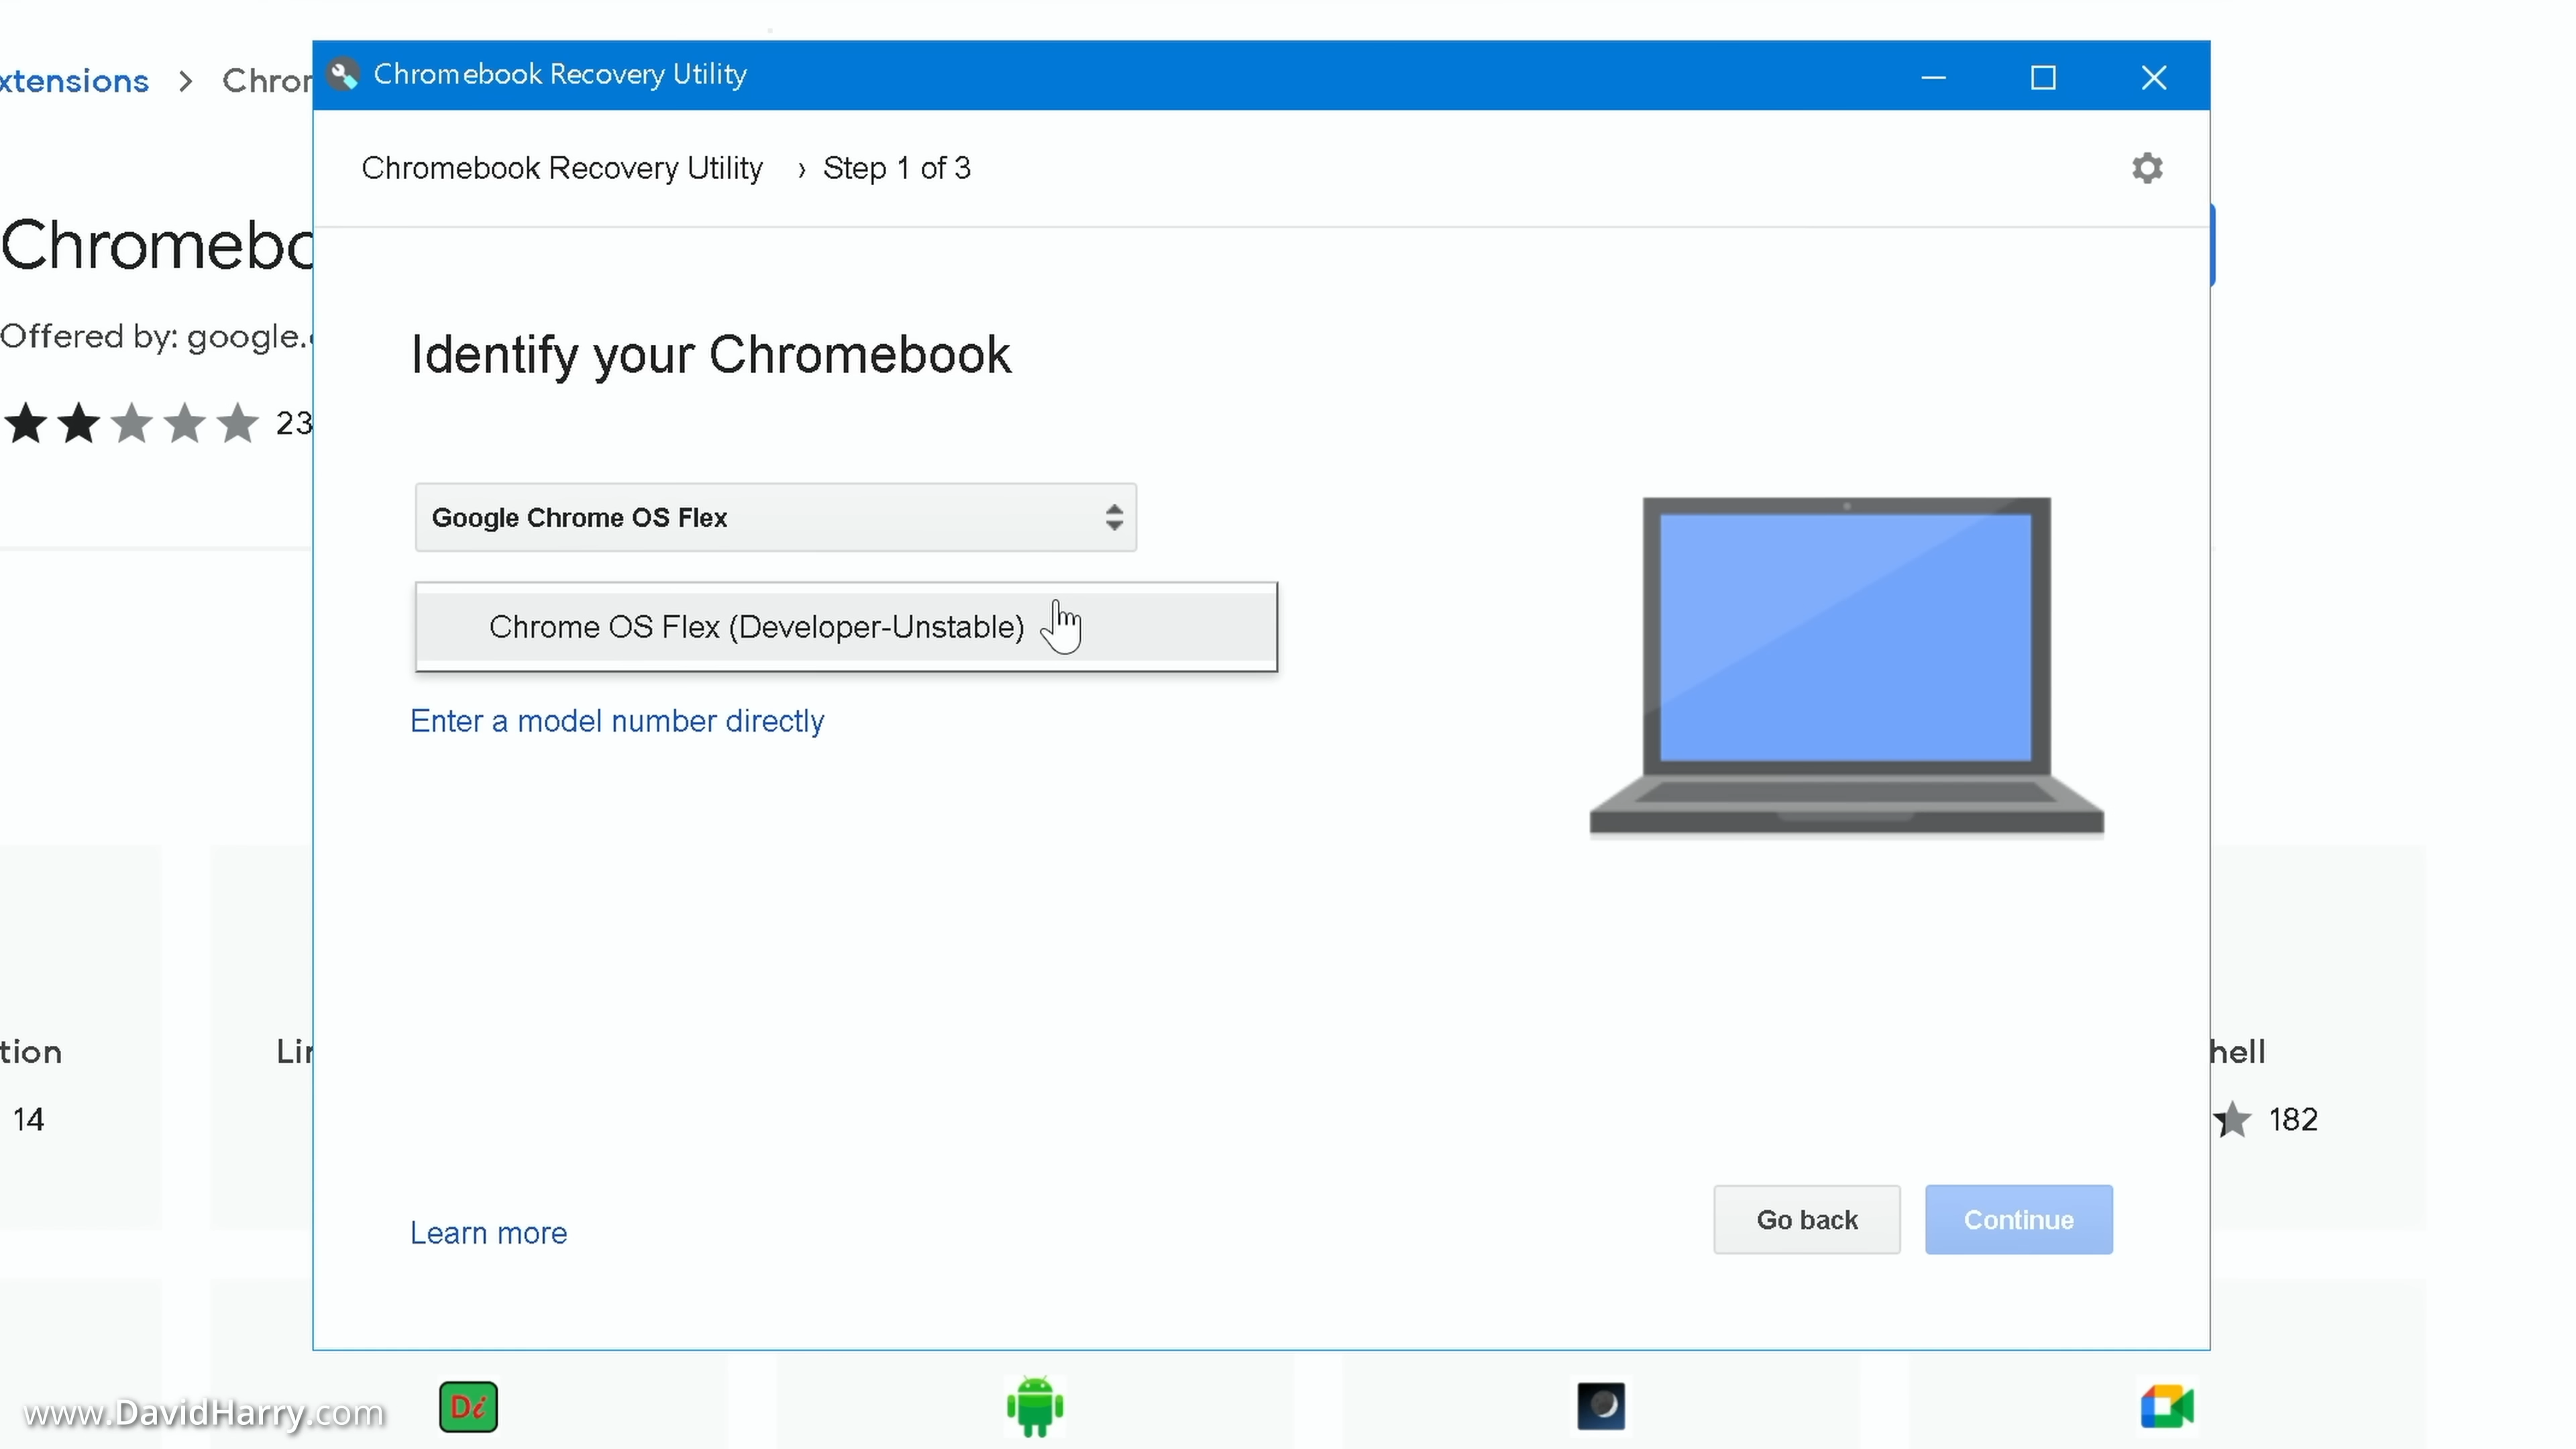 Chromebook Recovery Utility
xtensions > Chror
Chromebook Recovery Utility › Step 1 of 3
Chromebo
Offered by: google.
23
Identify your Chromebook
Google Chrome OS Flex
Chrome OS Flex (Developer-Unstable)
Enter a model number directly
tion
Lir
hell
14
182
Go back
Continue
Learn more
www.DavidHarry.com
Di